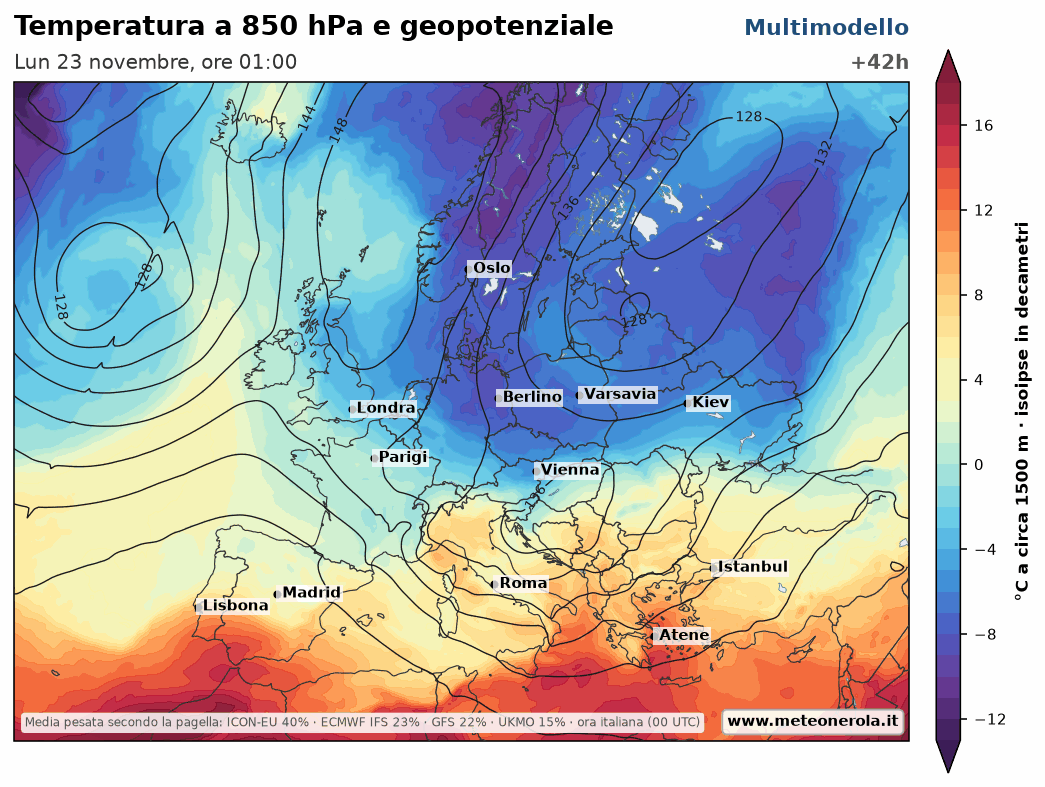 Temperatura a 850 hPa e geopotenziale
Multimodello
Lun 23 novembre, ore 01:00
+42h
144
148
128
132
136
128
128
128
136
Oslo
Londra
Berlino
Varsavia
Kiev
Parigi
Vienna
Istanbul
Roma
Madrid
Lisbona
Atene
Media pesata secondo la pagella: ICON-EU 40% · ECMWF IFS 23% · GFS 22% · UKMO 15% · ora italiana (00 UTC)
www.meteonerola.it
16
12
8
4
0
−4
−8
−12
°C a circa 1500 m · isoipse in decametri